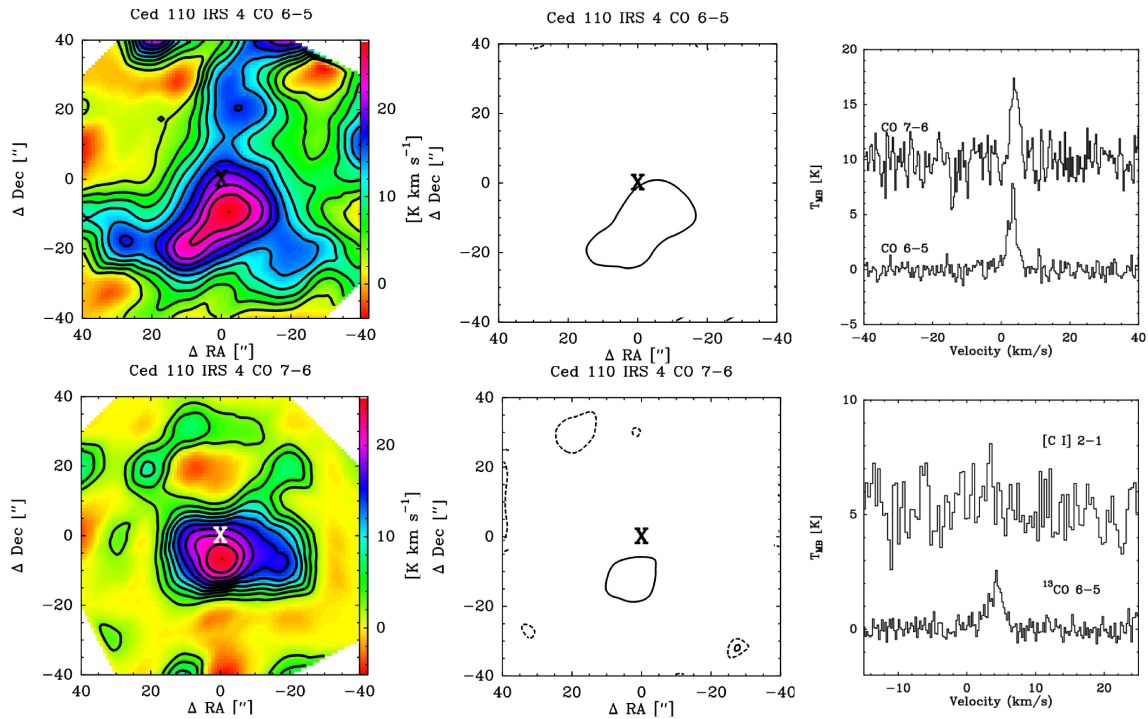 Ced 110 IRS 4 CO 6−5
40
20
0
−20
−40
40 20 0 −20 −40
Δ Dec ["]
Δ RA ["]
X
20
10
0
[K km s⁻¹]
Ced 110 IRS 4 CO 6−5
40
20
0
−20
−40
40 20 0 −20 −40
Δ Dec ["]
Δ RA ["]
X
20
15
10
5
0
−5
−40 −20 0 20 40
T_MB [K]
Velocity (km/s)
CO 7−6
CO 6−5
Ced 110 IRS 4 CO 7−6
40
20
0
−20
−40
40 20 0 −20 −40
Δ Dec ["]
Δ RA ["]
X
20
10
0
[K km s⁻¹]
Ced 110 IRS 4 CO 7−6
40
20
0
−20
−40
40 20 0 −20 −40
Δ Dec ["]
Δ RA ["]
X
10
5
0
−10 0 10 20
T_MB [K]
Velocity (km/s)
[C I] 2−1
¹³CO 6−5